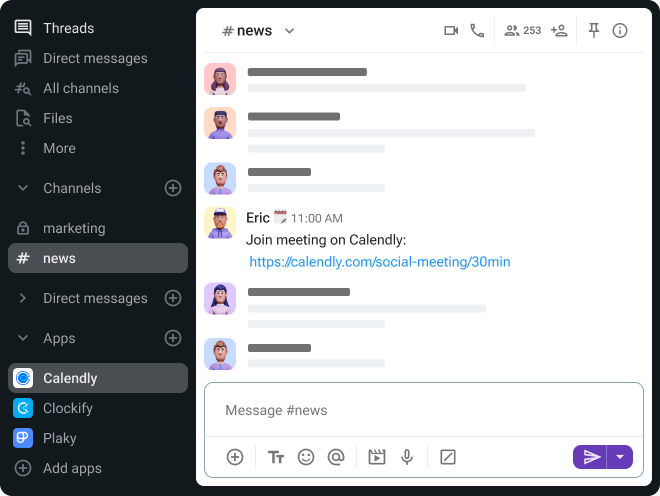 Threads
Direct messages
All channels
Files
More
Channels
marketing
# news
Direct messages
Apps
Calendly
Clockify
Plaky
Add apps
# news
253
Eric 11:00 AM
Join meeting on Calendly:
https://calendly.com/social-meeting/30min
Message #news
TT